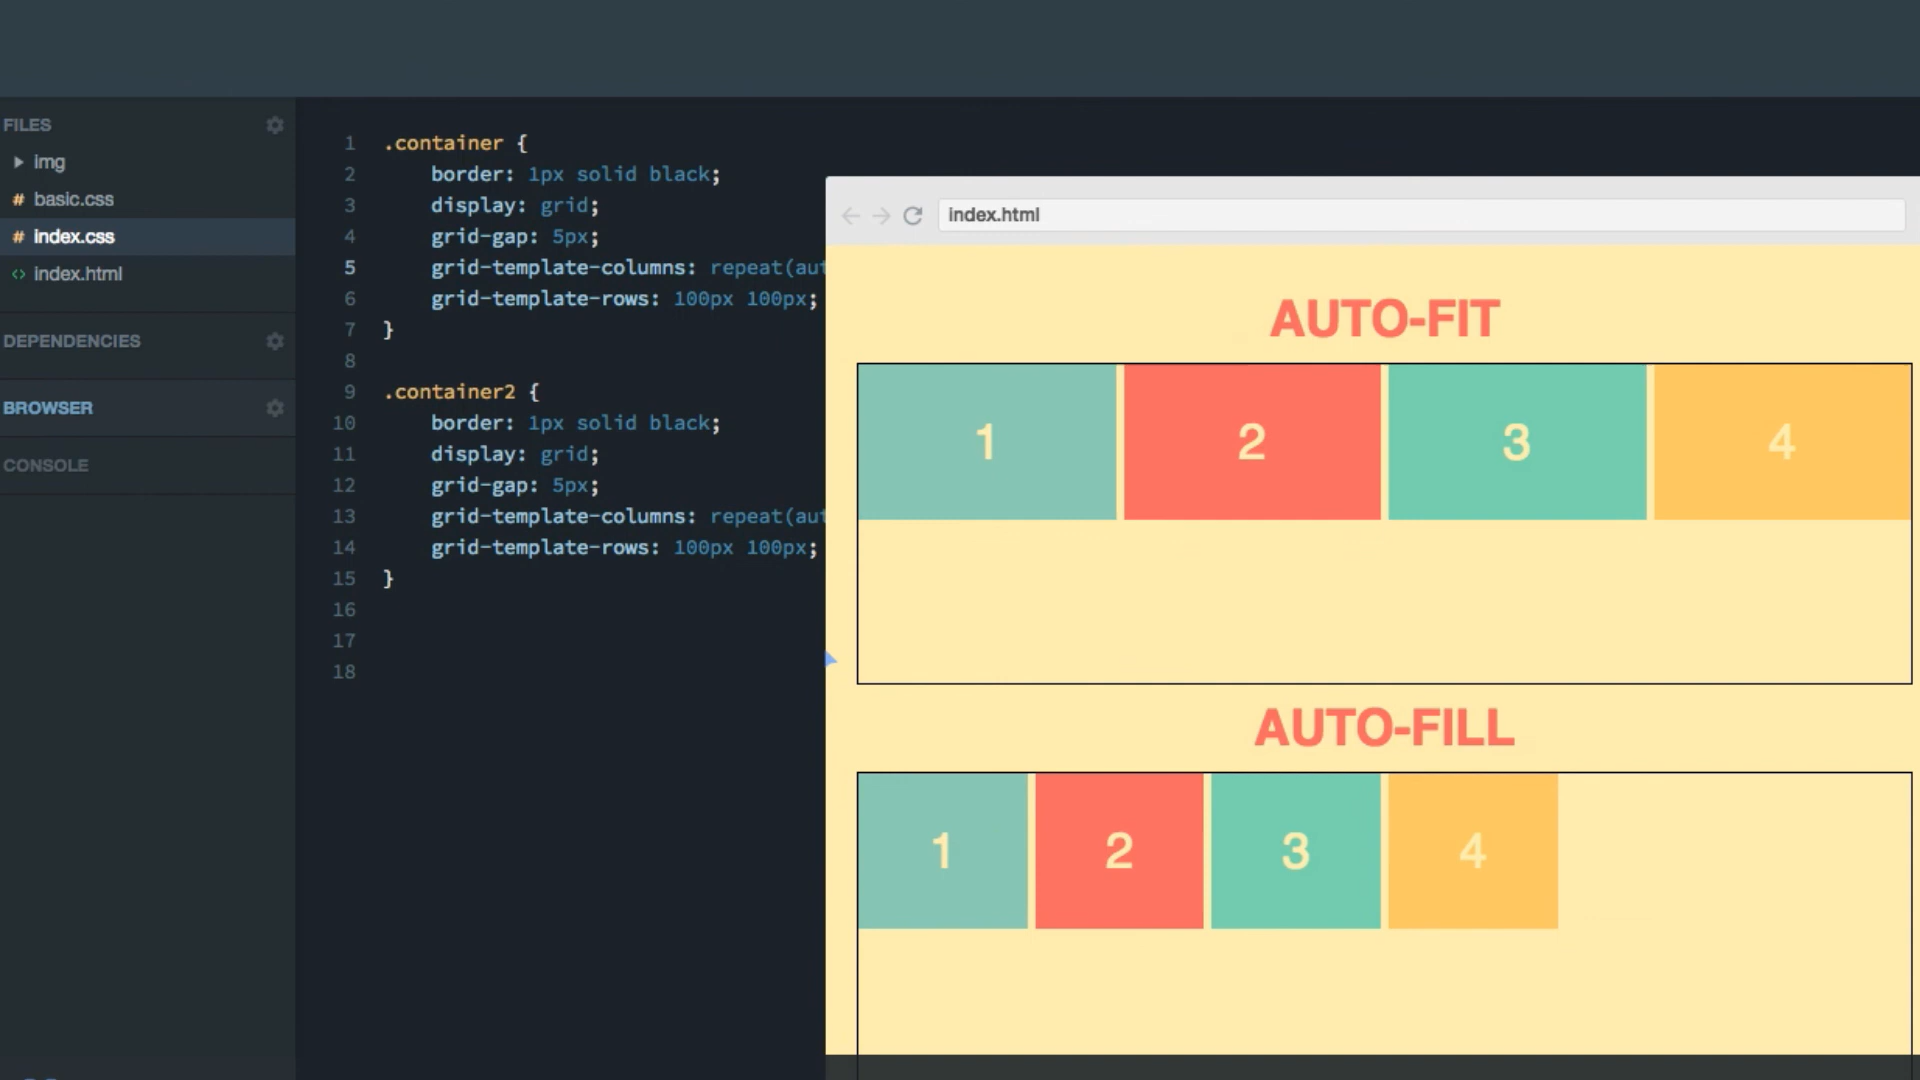 FILES
img
# basic.css
# index.css
<> index.html
DEPENDENCIES
BROWSER
CONSOLE
1 .container {
2 border: 1px solid black;
3 display: grid;
4 grid-gap: 5px;
5 grid-template-columns: repeat(aut
6 grid-template-rows: 100px 100px;
7 }
8
9 .container2 {
10 border: 1px solid black;
11 display: grid;
12 grid-gap: 5px;
13 grid-template-columns: repeat(aut
14 grid-template-rows: 100px 100px;
15 }
16
17
18
index.html
AUTO-FIT
1 2 3 4
AUTO-FILL
1 2 3 4